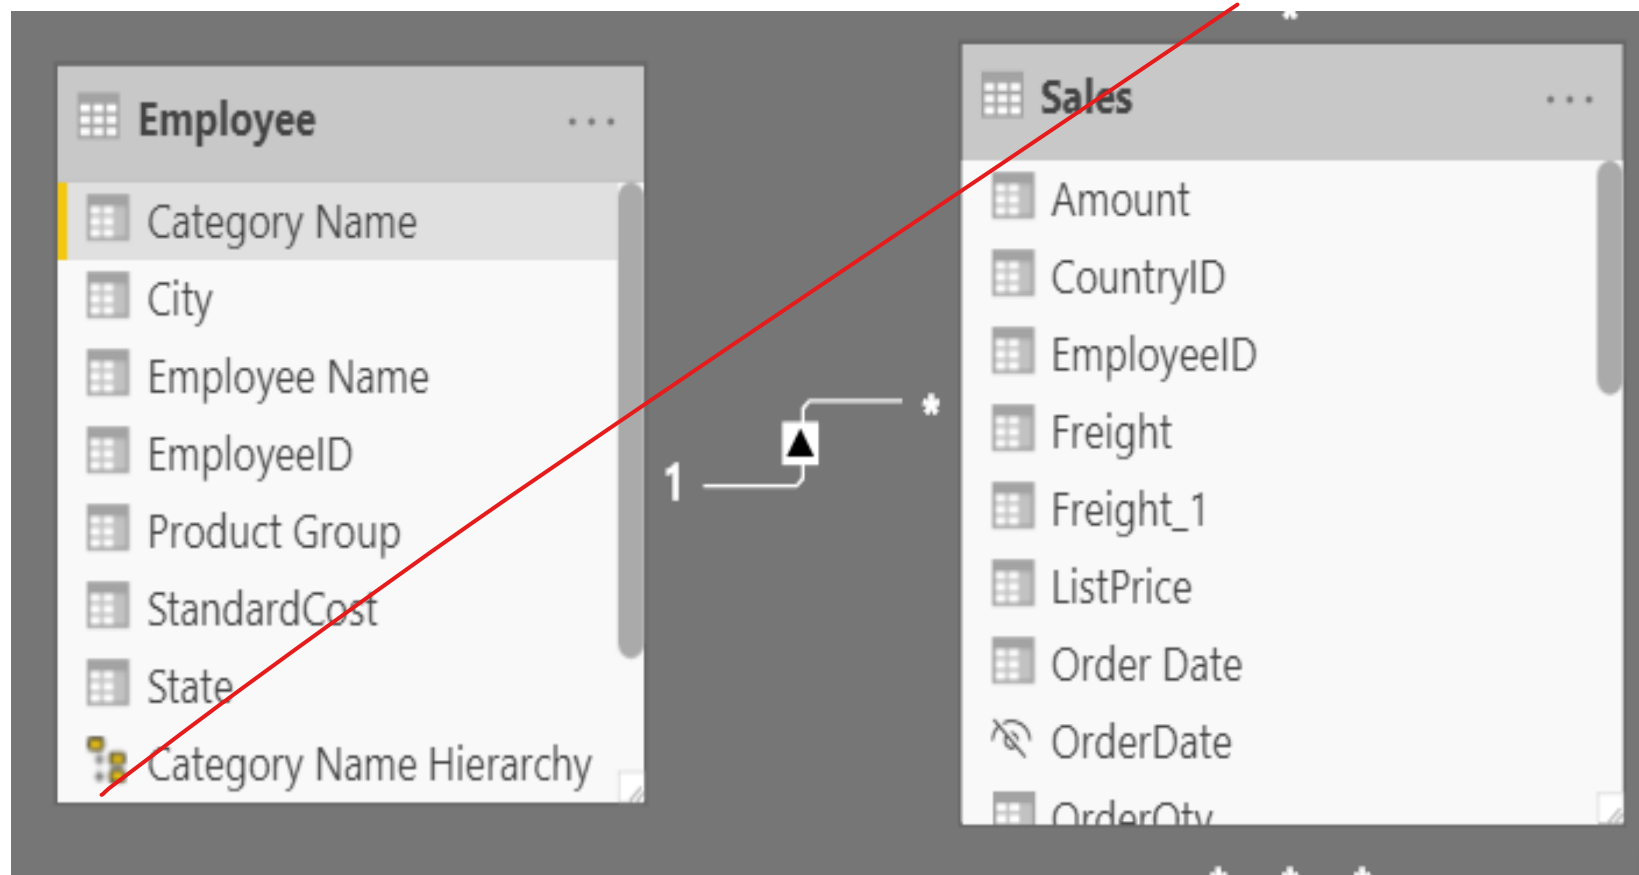 Employee
Category Name
City
Employee Name
EmployeeID
Product Group
StandardCost
State
Category Name Hierarchy
1
*
Sales
Amount
CountryID
EmployeeID
Freight
Freight_1
ListPrice
Order Date
OrderDate
OrderQty